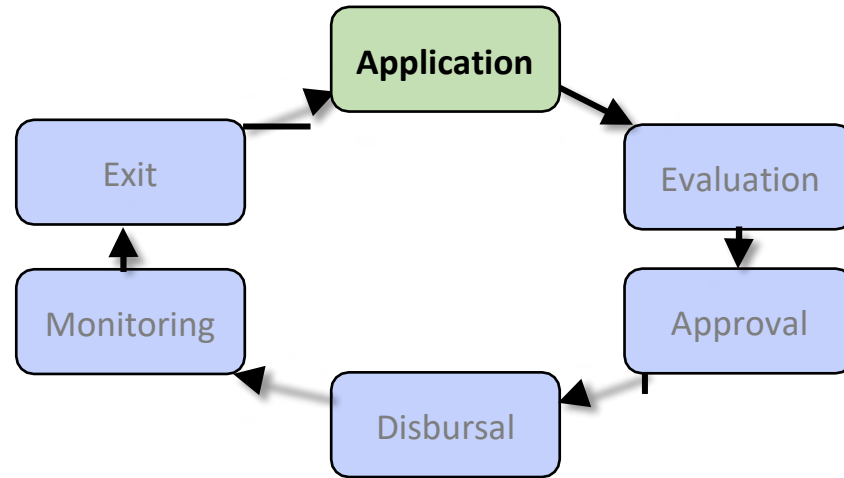 Application
Evaluation
Approval
Disbursal
Monitoring
Exit